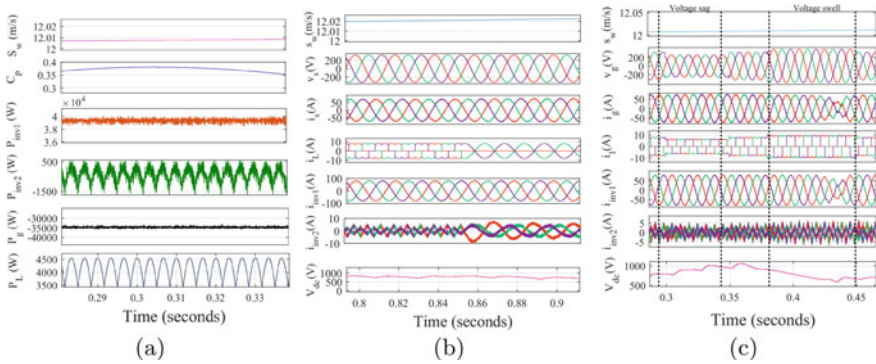 S_w (m/s)
12.02
12.01
12
C_p
0.4
0.35
0.3
× 10^4
P_inv1 (W)
4
3.8
3.6
P_inv2 (W)
500
-1500
P_g (W)
-30000
-35000
-40000
P_L (W)
4500
4000
3500
0.29
0.3
0.31
0.32
0.33
Time (seconds)
(a)
s_w(m/s)
12.02
12.01
12
v_s(V)
200
0
-200
i_s(A)
50
0
-50
i_L(A)
10
0
-10
i_inv1(A)
100
0
-100
i_inv2(A)
10
0
-10
V_dc(V)
1000
500
0
0.8
0.82
0.84
0.86
0.88
0.9
Time (seconds)
(b)
Voltage sag
Voltage swell
s_w(m/s)
12.05
12
v_g(V)
200
0
-200
i_g(A)
50
0
-50
10
0
-10
i_inv1(A)
50
0
-50
i_inv2(A)
5
0
-5
V_dc(V)
1000
500
0
0.3
0.35
0.4
0.45
Time (seconds)
(c)